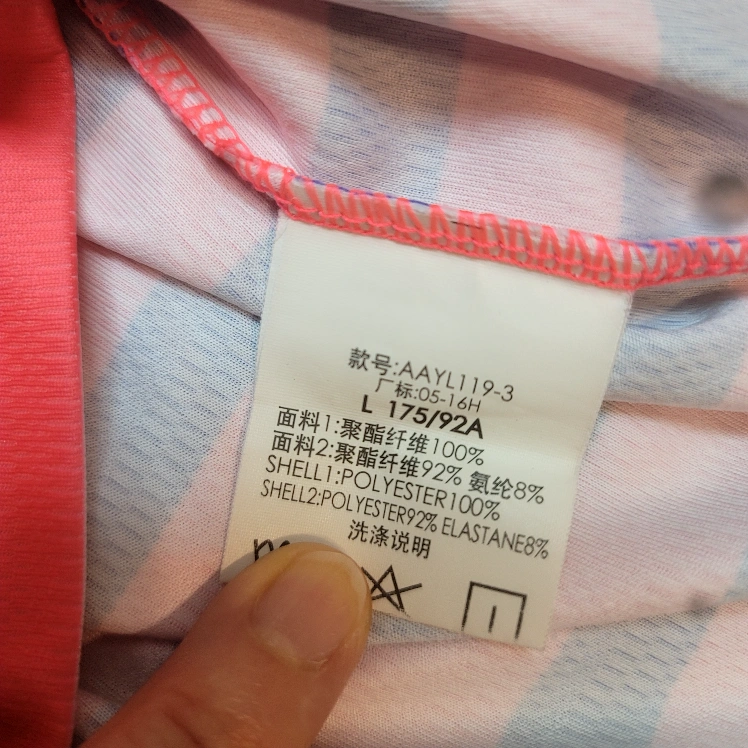 款号:AAYL119-3
厂标:05-16H
L 175/92A
面料1:聚酯纤维100%
面料2:聚酯纤维92% 氨纶8%
SHELL1:POLYESTER100%
SHELL2:POLYESTER92% ELASTANE8%
洗涤说明